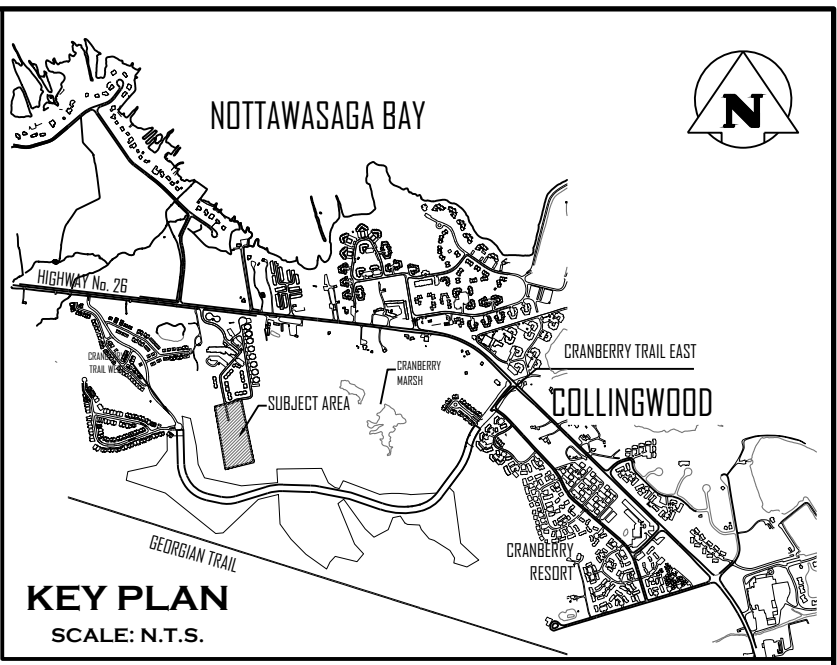 NOTTAWASAGA BAY
N
HIGHWAY No. 26
CRANBERRY TRAIL EAST
CRANBERRY
MARSH
TRAIL
SUBJECT AREA
COLLINGWOOD
GEORGIAN TRAIL
CRANBERRY
RESORT
KEY PLAN
SCALE: N.T.S.